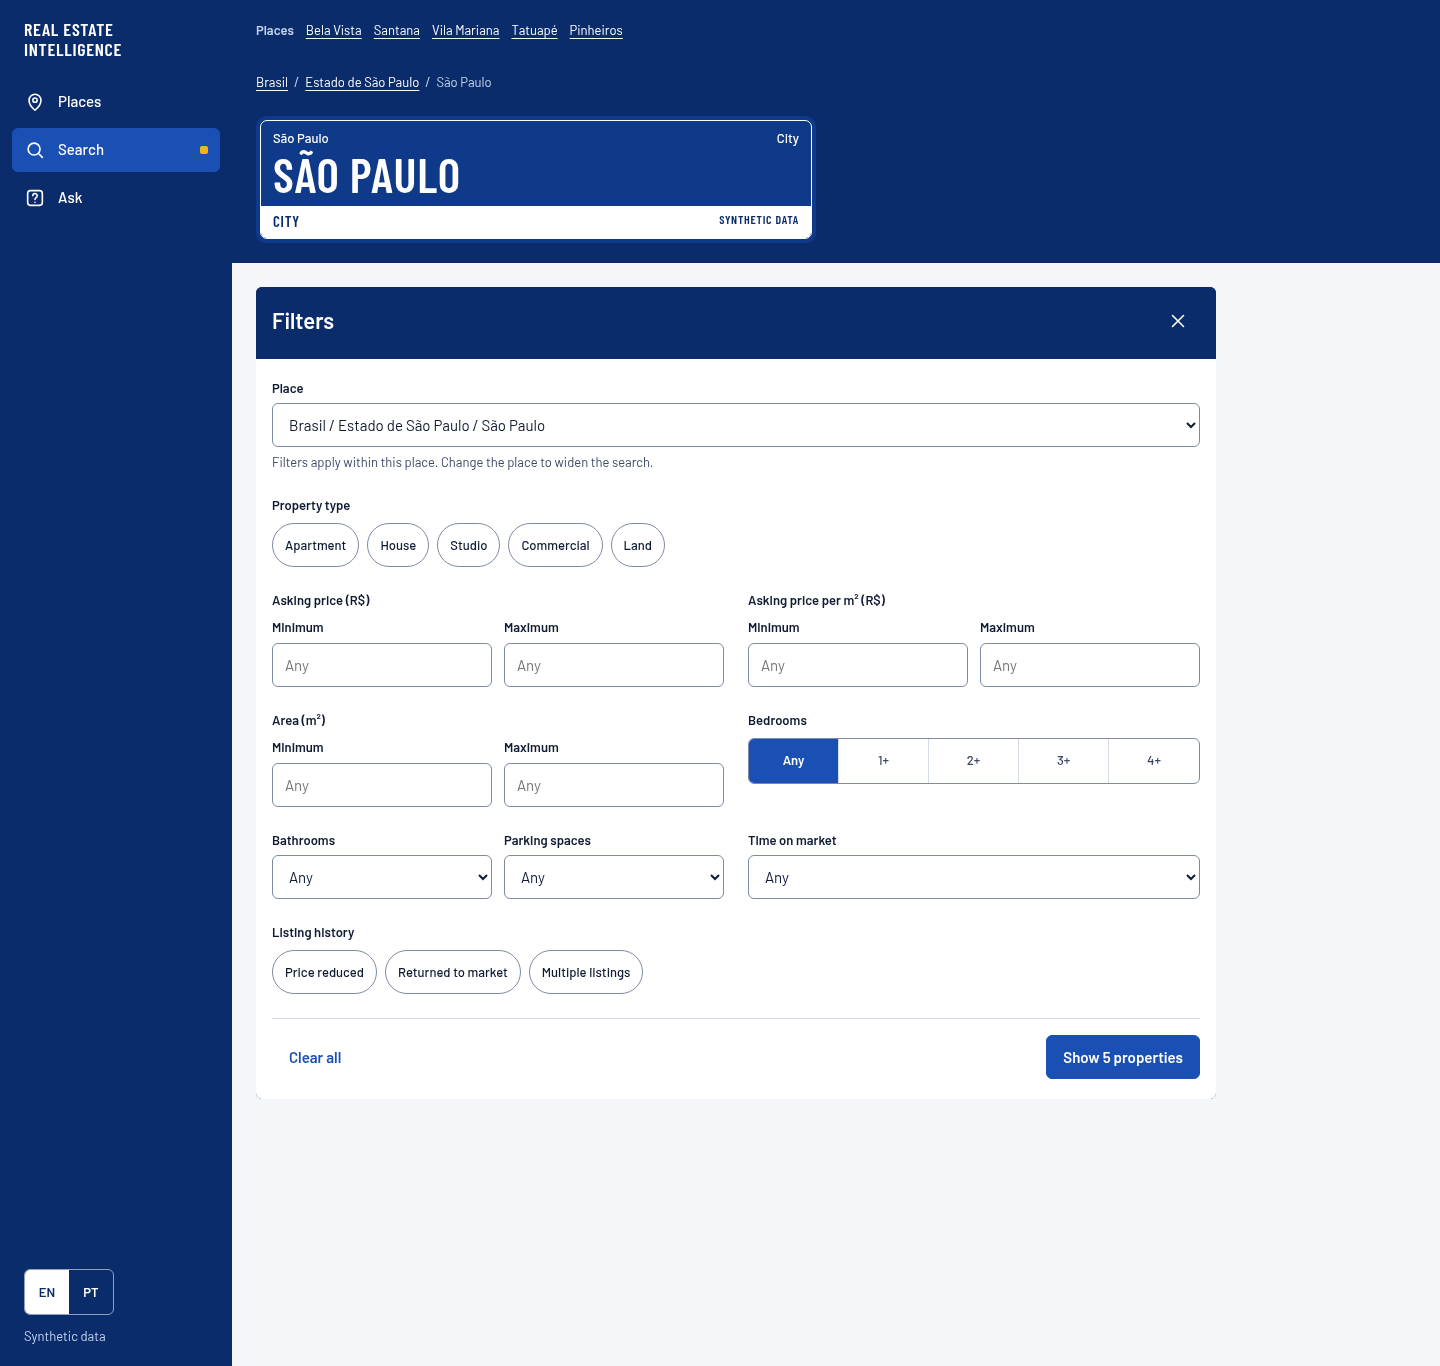 REAL ESTATE
INTELLIGENCE
Places
Search
Ask
EN PT
Synthetic data
Places Bela Vista Santana Vila Mariana Tatuapé Pinheiros
Brasil / Estado de São Paulo / São Paulo
São Paulo City
SÃO PAULO
CITY SYNTHETIC DATA
Filters
Place
Brasil / Estado de São Paulo / São Paulo
Filters apply within this place. Change the place to widen the search.
Property type
Apartment House Studio Commercial Land
Asking price (R$) Asking price per m² (R$)
Minimum Maximum Minimum Maximum
Any Any Any Any
Area (m²) Bedrooms
Minimum Maximum
Any 1+ 2+ 3+ 4+
Any Any
Bathrooms Parking spaces Time on market
Any Any Any
Listing history
Price reduced Returned to market Multiple listings
Clear all Show 5 properties